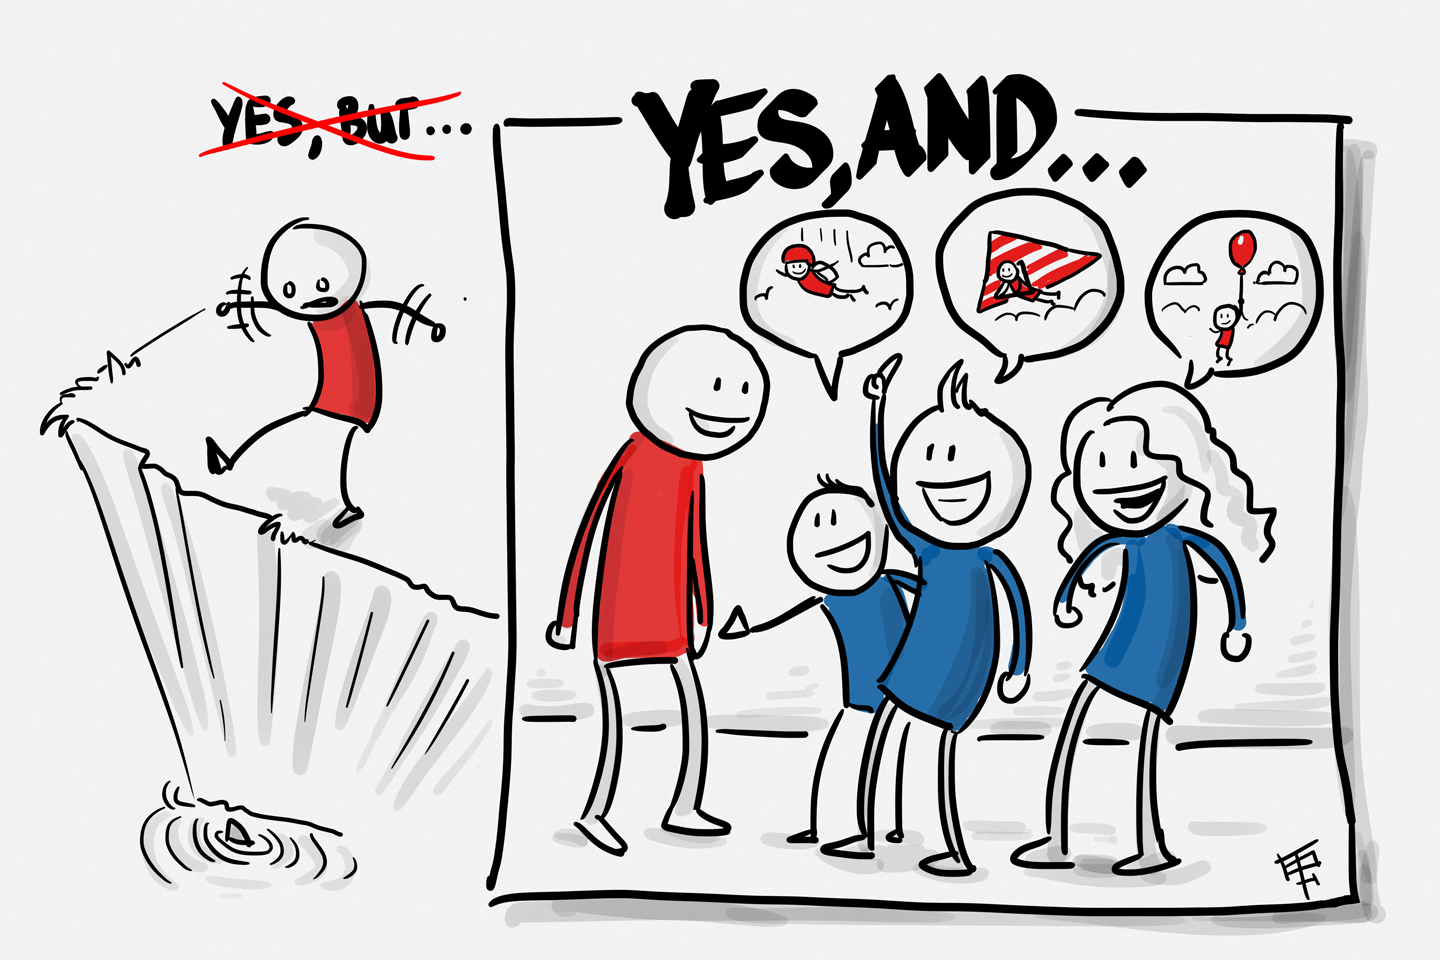 YES, BUT...
YES, AND...